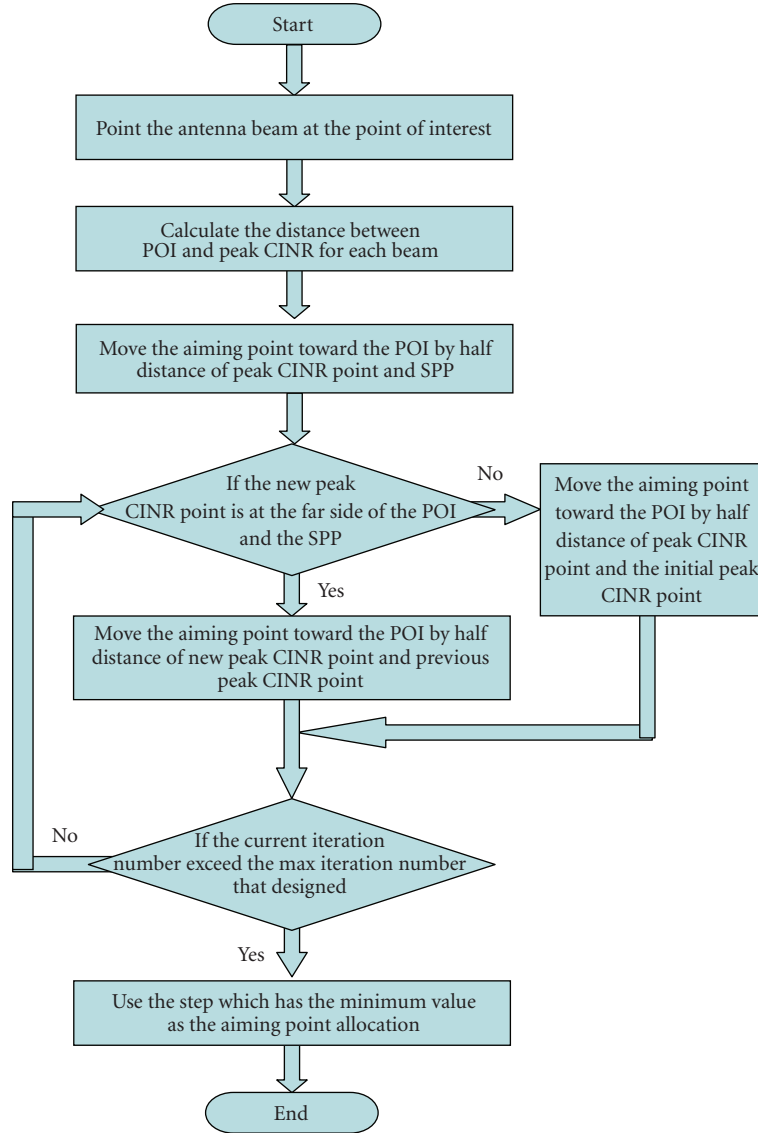 Start
Point the antenna beam at the point of interest
Calculate the distance between
POI and peak CINR for each beam
Move the aiming point toward the POI by half
distance of peak CINR point and SPP
If the new peak
CINR point is at the far side of the POI
and the SPP
No
Move the aiming point
toward the POI by half
distance of peak CINR
point and the initial peak
CINR point
Yes
Move the aiming point toward the POI by half
distance of new peak CINR point and previous
peak CINR point
No
If the current iteration
number exceed the max iteration number
that designed
Yes
Use the step which has the minimum value
as the aiming point allocation
End